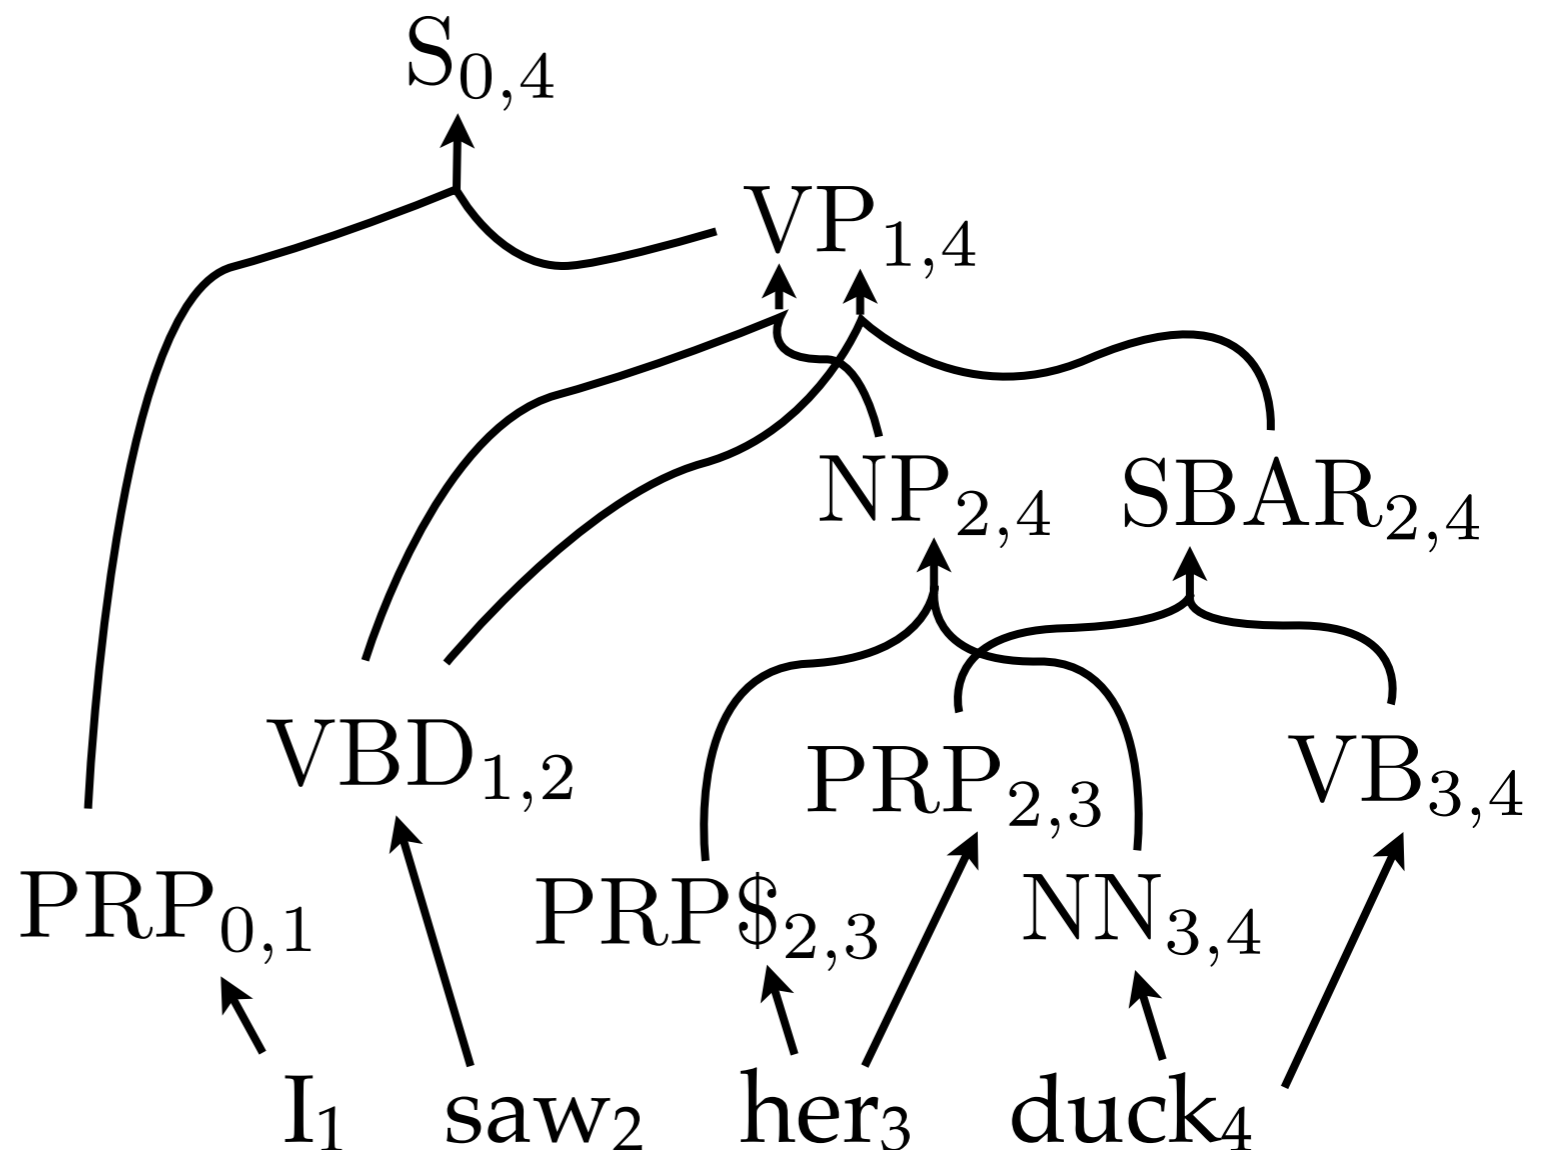 S0,4
VP1,4
NP2,4 SBAR2,4
VBD1,2 PRP2,3 VB3,4
PRP0,1 PRP$2,3 NN3,4
I1 saw2 her3 duck4